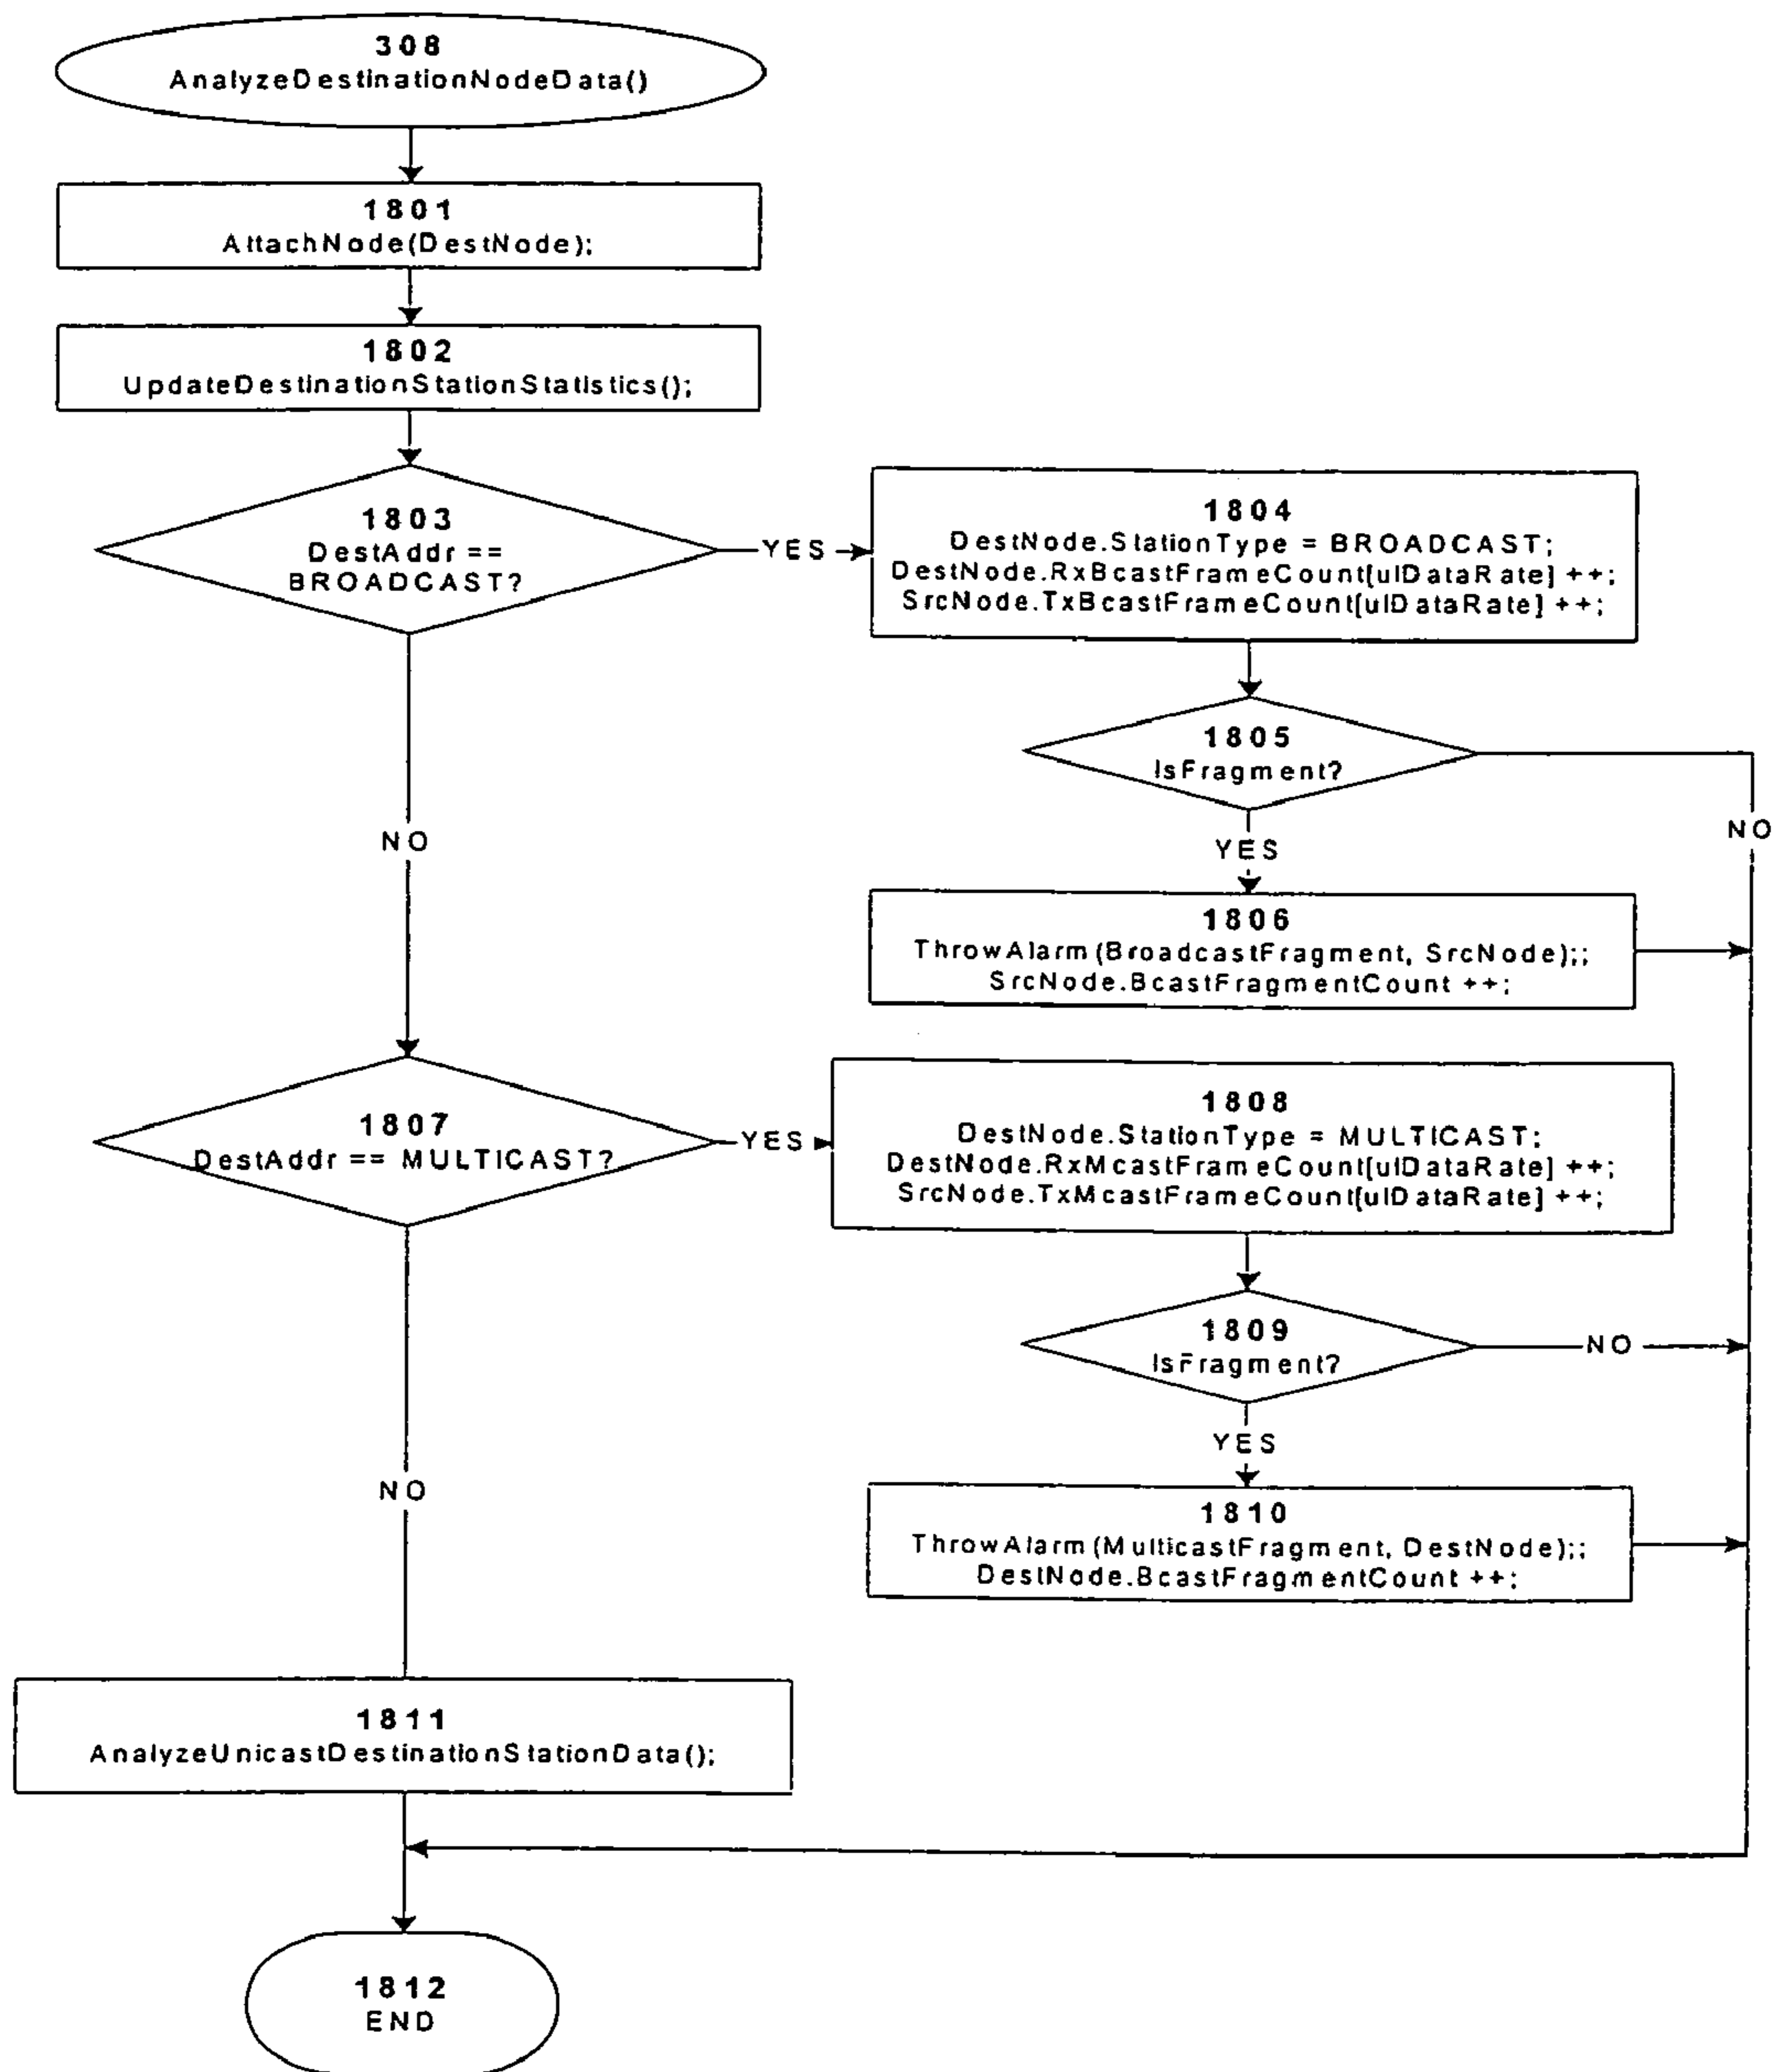 308
AnalyzeDestinationNodeData()
1801
AttachNode(DestNode);
1802
UpdateDestinationStationStatistics();
1803
DestAddr ==
BROADCAST?
YES
1804
DestNode.StationType = BROADCAST;
DestNode.RxBcastFrameCount[ulDataRate] ++;
SrcNode.TxBcastFrameCount[ulDataRate] ++;
1805
IsFragment?
NO
YES
NO
1806
ThrowAlarm(BroadcastFragment, SrcNode);;
SrcNode.BcastFragmentCount ++;
1807
DestAddr == MULTICAST?
YES
1808
DestNode.StationType = MULTICAST;
DestNode.RxMcastFrameCount[ulDataRate] ++;
SrcNode.TxMcastFrameCount[ulDataRate] ++;
1809
IsFragment?
NO
YES
NO
1810
ThrowAlarm(MulticastFragment, DestNode);;
DestNode.BcastFragmentCount ++;
1811
AnalyzeUnicastDestinationStationData();
1812
END